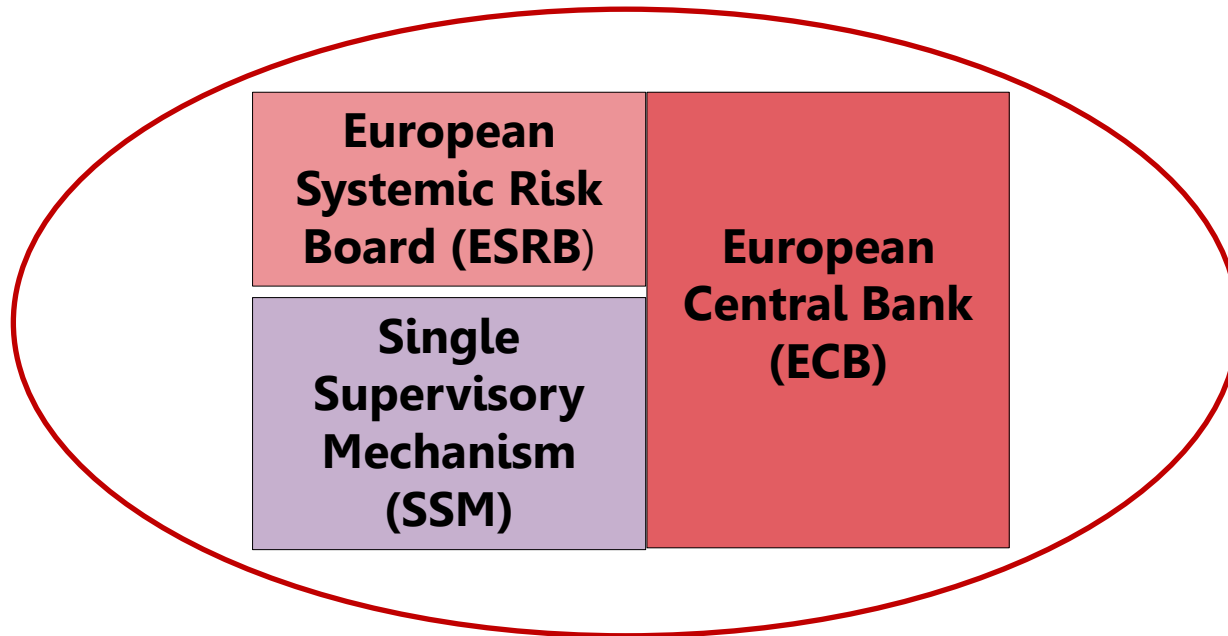 European
Systemic Risk
Board (ESRB)
European
Central Bank
(ECB)
Single
Supervisory
Mechanism
(SSM)